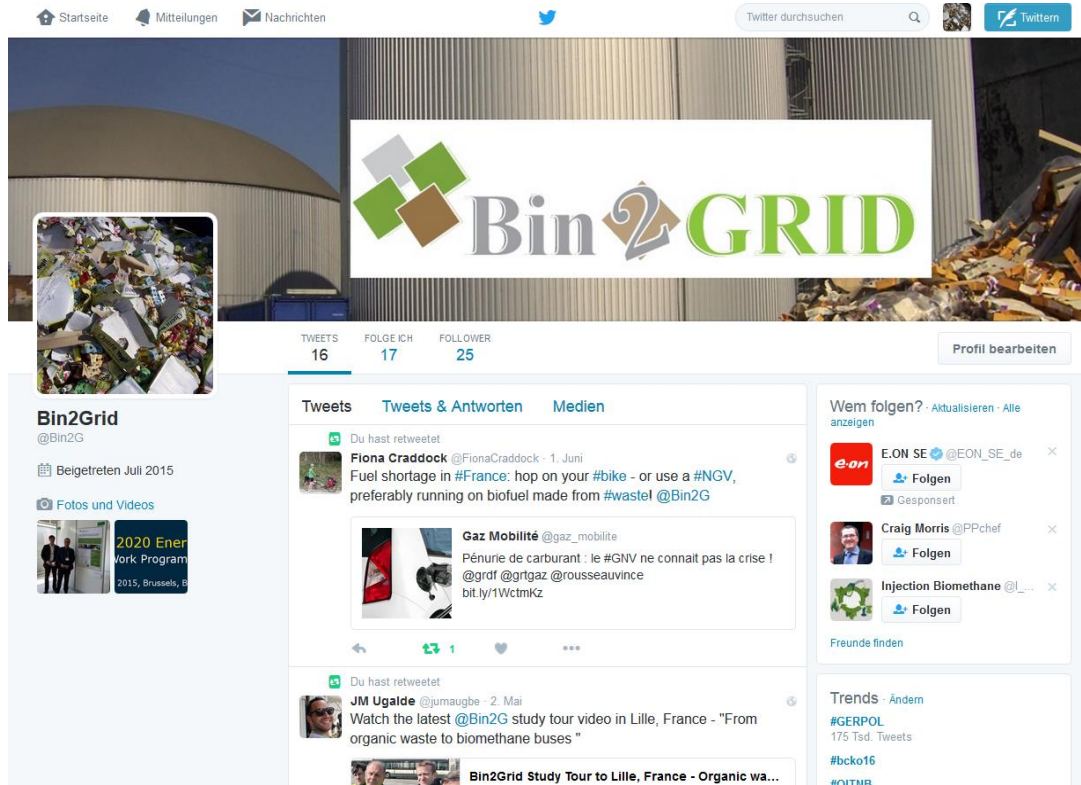 Startseite
Mitteilungen
Nachrichten
Twitter durchsuchen
Twittern
Bin2GRID
TWEETS
16
FOLGE ICH
17
FOLLOWER
25
Profil bearbeiten
Bin2Grid
@Bin2G
Beigetreten Juli 2015
Fotos und Videos
2020 Ener
Work Program
2015, Brussels, B
Tweets
Tweets & Antworten
Medien
Du hast retweetet
Fiona Craddock @FionaCraddock · 1. Juni
Fuel shortage in #France: hop on your #bike - or use a #NGV,
preferably running on biofuel made from #waste! @Bin2G
Gaz Mobilité @gaz_mobilite
Pénurie de carburant : le #GNV ne connait pas la crise !
@grdf @grtgaz @rousseauvince
bit.ly/1WctmKz
1
Du hast retweetet
JM Ugalde @jumaugbe · 2. Mai
Watch the latest @Bin2G study tour video in Lille, France - "From
organic waste to biomethane buses "
Bin2Grid Study Tour to Lille, France - Organic wa...
Wem folgen? · Aktualisieren · Alle
anzeigen
e·on
E.ON SE @EON_SE_de
Folgen
Gesponsert
Craig Morris @PPchef
Folgen
Injection Biomethane @I_...
Folgen
Freunde finden
Trends · Ändern
#GERPOL
175 Tsd. Tweets
#bcko16
#OITNB